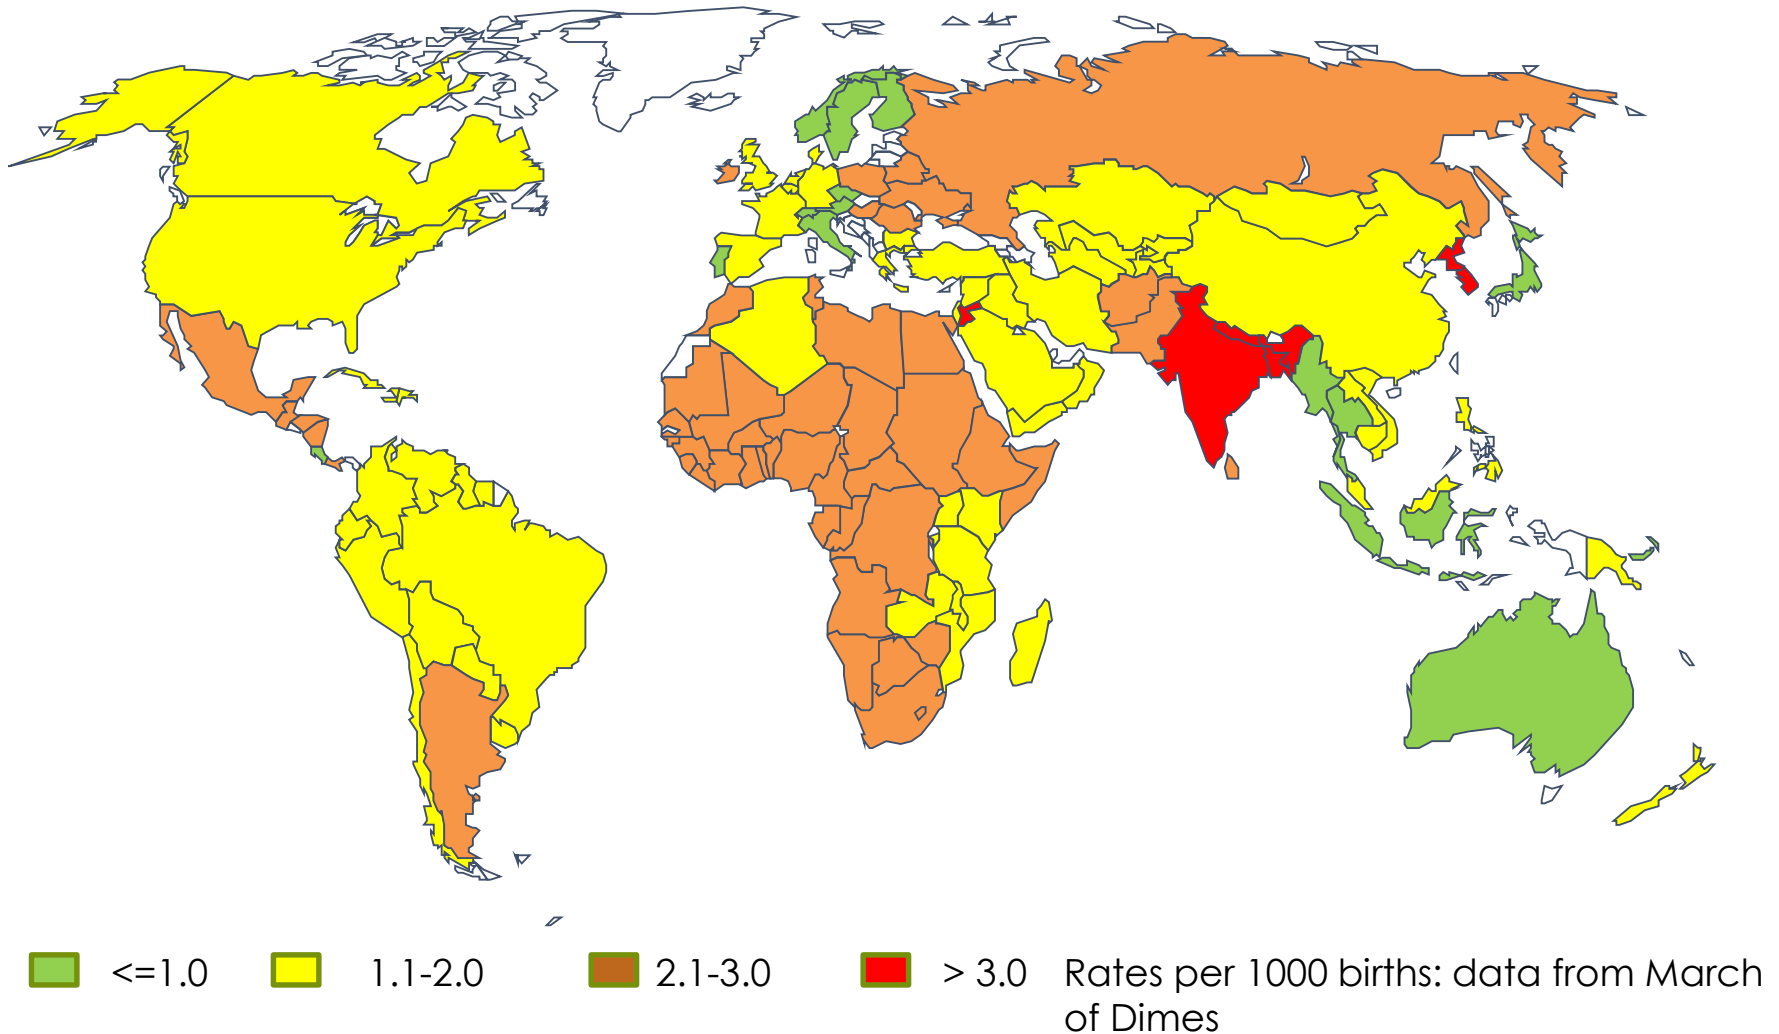 <=1.0 1.1-2.0 2.1-3.0 > 3.0 Rates per 1000 births: data from March
of Dimes